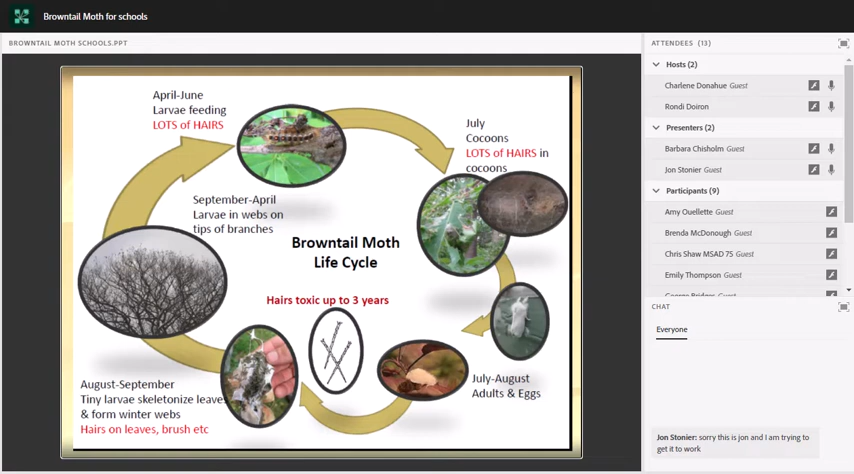 Browntail Moth for schools
BROWNTAIL MOTH SCHOOLS.PPT
April-June
Larvae feeding
LOTS of HAIRS
July
Cocoons
LOTS of HAIRS in
cocoons
September-April
Larvae in webs on
tips of branches
Browntail Moth
Life Cycle
Hairs toxic up to 3 years
July-August
Adults & Eggs
August-September
Tiny larvae skeletonize leaves
& form winter webs
Hairs on leaves, brush etc
ATTENDEES (13)
Hosts (2)
Charlene Donahue Guest
Rondi Doiron
Presenters (2)
Barbara Chisholm Guest
Jon Stonier Guest
Participants (9)
Amy Ouellette Guest
Brenda McDonough Guest
Chris Shaw MSAD 75 Guest
Emily Thompson Guest
CHAT
Everyone
Jon Stonier: sorry this is jon and I am trying to
get it to work